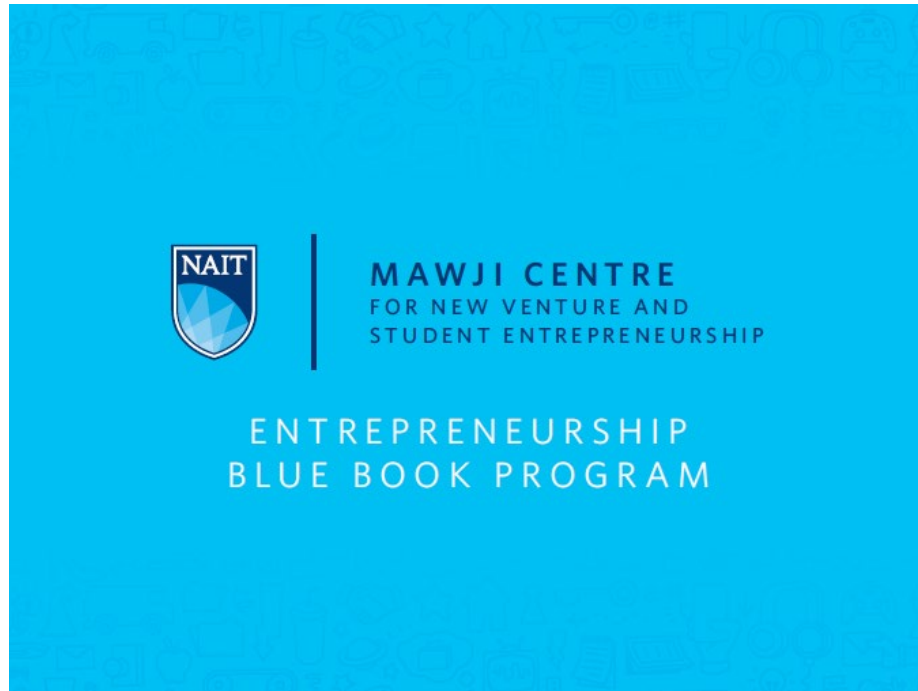 NAIT
MAWJI CENTRE
FOR NEW VENTURE AND
STUDENT ENTREPRENEURSHIP
ENTREPRENEURSHIP
BLUE BOOK PROGRAM